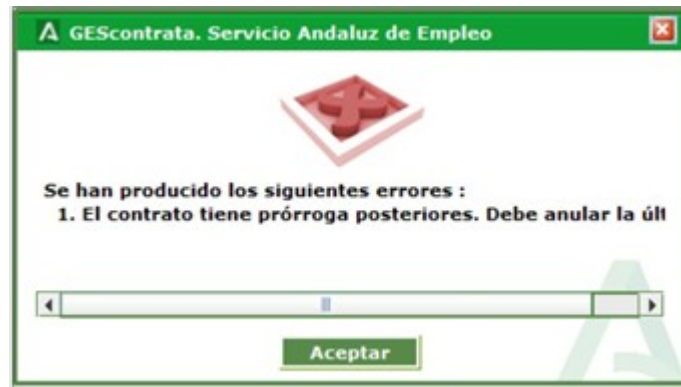 GEScontrata. Servicio Andaluz de Empleo
Se han producido los siguientes errores :
1. El contrato tiene prórroga posteriores. Debe anular la últ
Aceptar